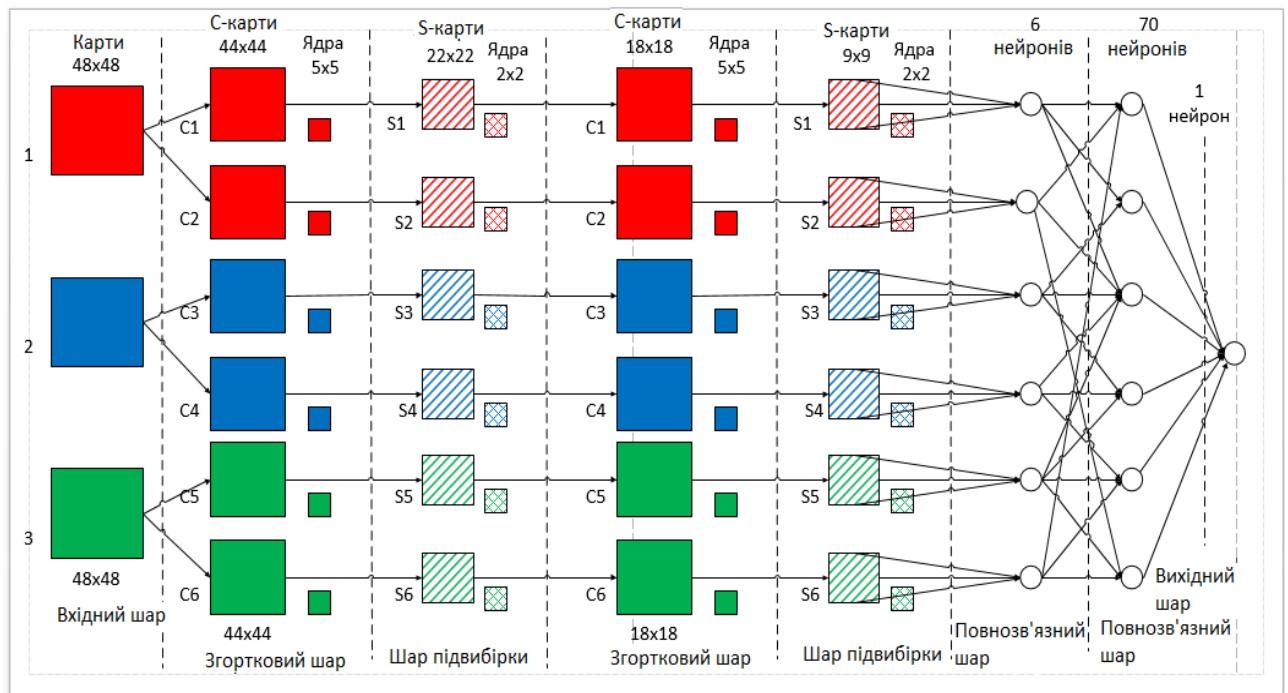 Карти
48x48
1
2
3
48x48
Вхідний шар
С-карти
44x44
Ядра
5x5
C1
C2
C3
C4
C5
C6
44x44
Згортковий шар
S-карти
22x22
Ядра
2x2
S1
S2
S3
S4
S5
S6
Шар підвибірки
С-карти
18x18
Ядра
5x5
C1
C2
C3
C4
C5
C6
18x18
Згортковий шар
S-карти
9x9
Ядра
2x2
S1
S2
S3
S4
S5
S6
Шар підвибірки
6
нейронів
Повнозв'язний
шар
70
нейронів
Повнозв'язний
шар
1
нейрон
Вихідний
шар